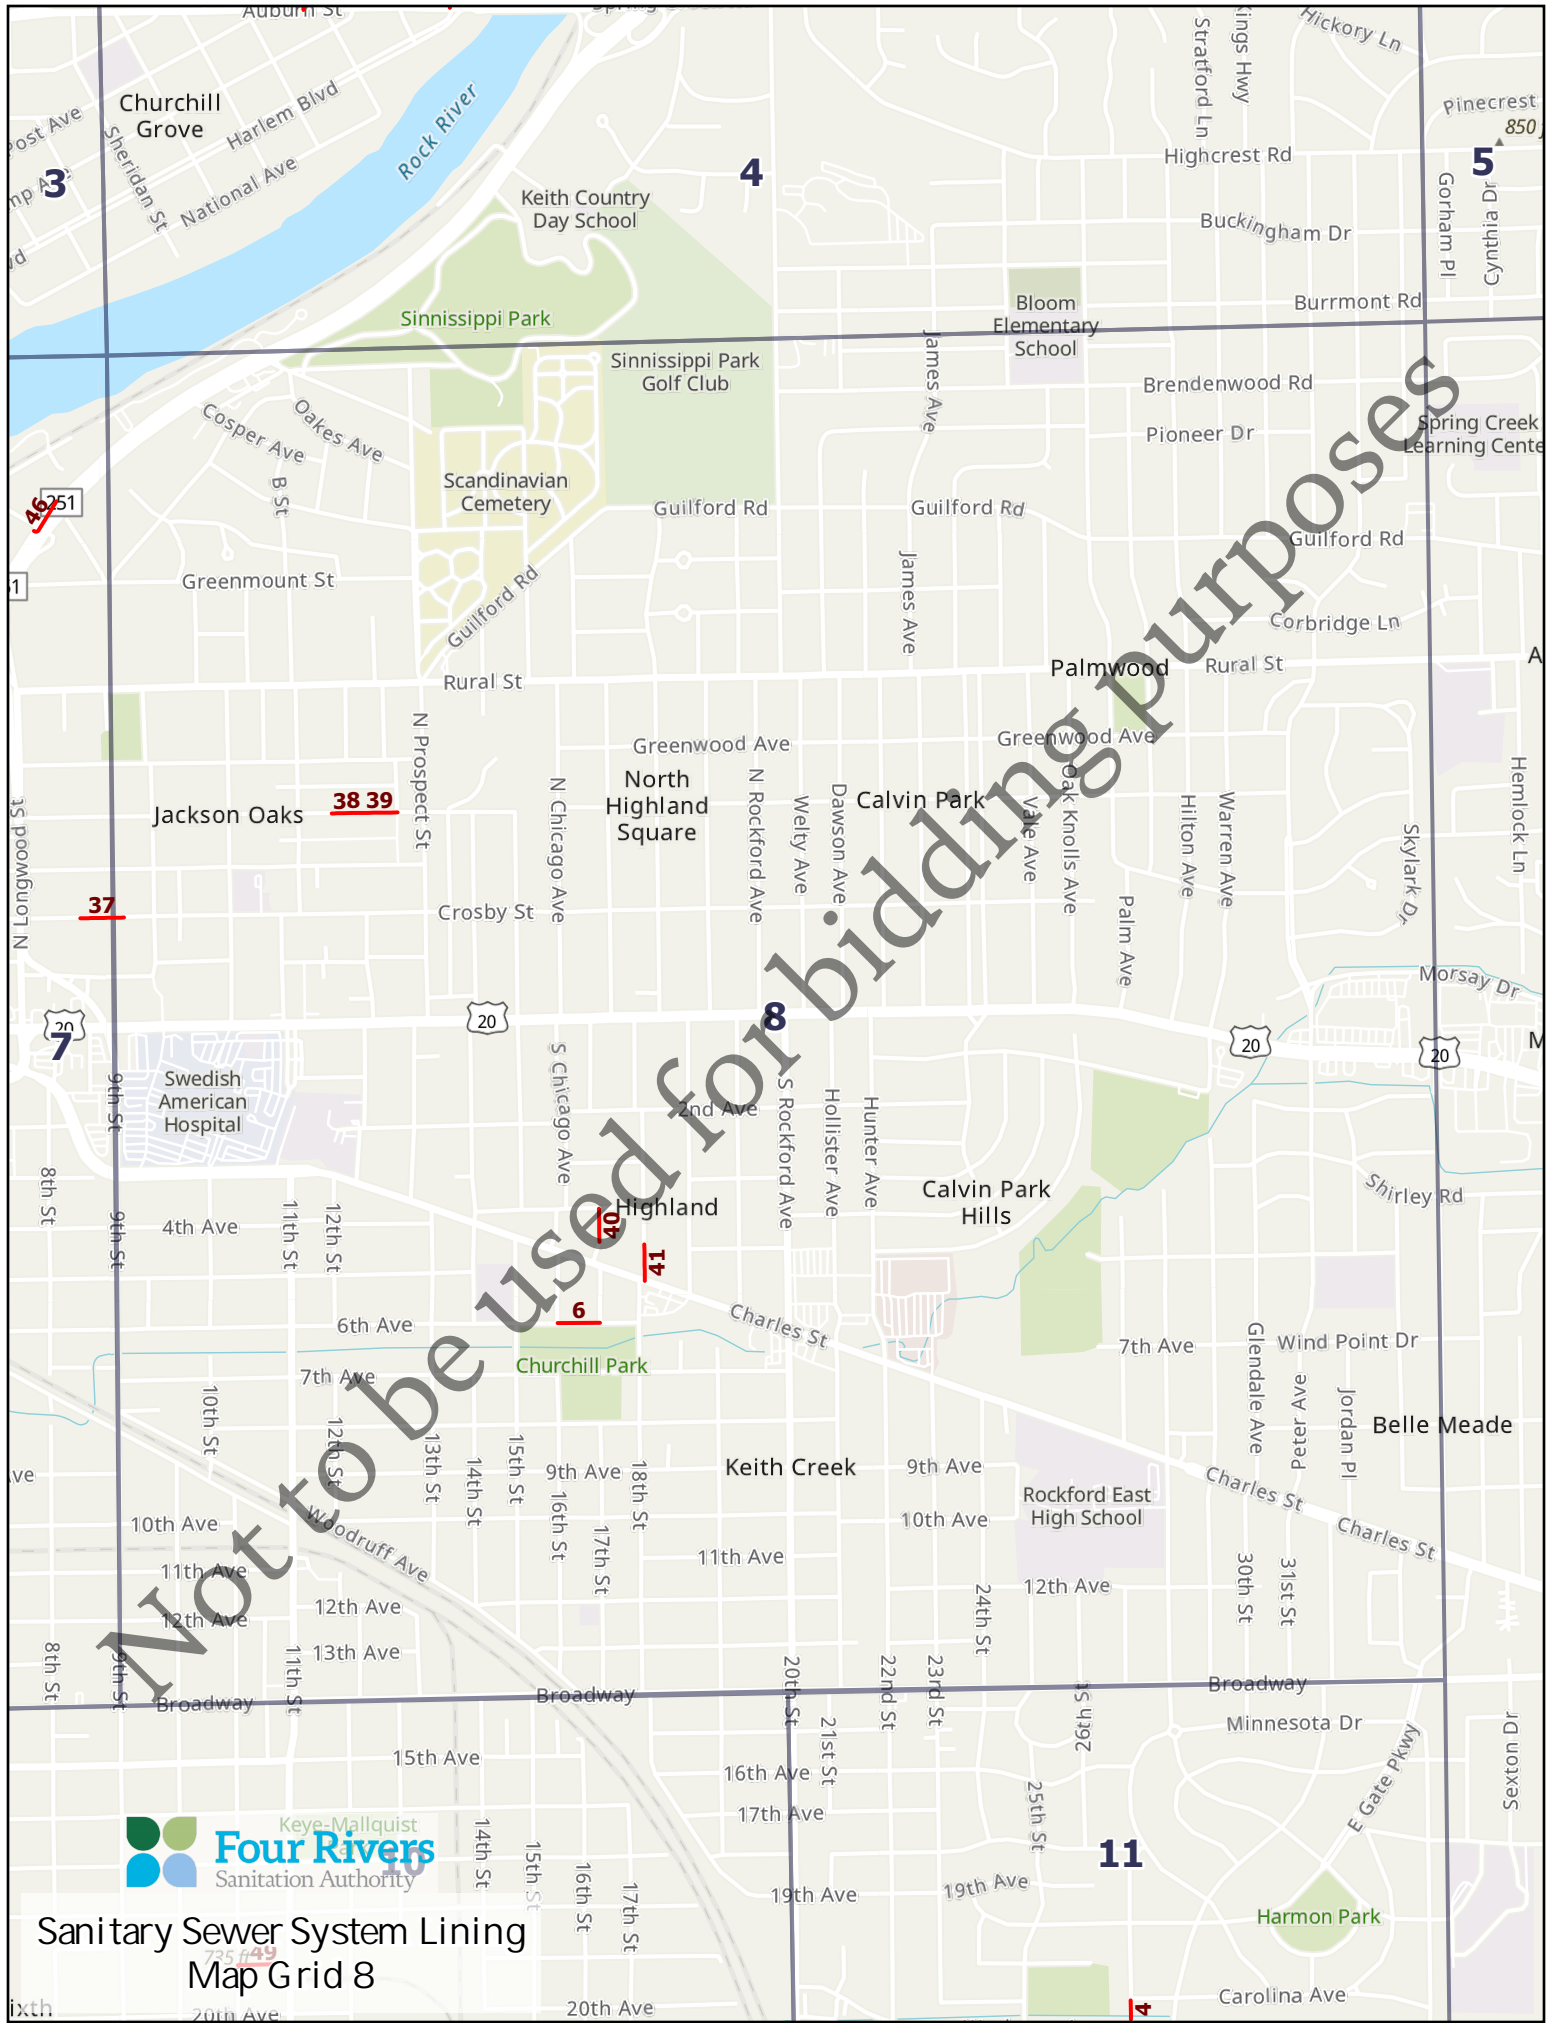 Auburn St
Hickory Ln
Stratford Ln
Kings Hwy
Churchill
Grove
Post Ave
Harlem Blvd
Sheridan St
National Ave
Rock River
Pinecrest
850
Highcrest Rd
3
4
5
Keith Country
Day School
Gorham Pl
Cynthia Dr
Buckingham Dr
Burrmont Rd
Sinnissippi Park
Bloom
Elementary
School
Sinnissippi Park
Golf Club
James Ave
Brendenwood Rd
Cosper Ave
Oakes Ave
Pioneer Dr
Spring Creek
Learning Cente
B St
Scandinavian
Cemetery
46
251
Guilford Rd
Guilford Rd
Guilford Rd
Greenmount St
51
Guilford Rd
James Ave
Corbridge Ln
Palmwood
Rural St
Rural St
A
N Prospect St
Greenwood Ave
Greenwood Ave
North
Highland
Square
Jackson Oaks
38 39
N Chicago Ave
N Rockford Ave
Welty Ave
Dawson Ave
Calvin Park
Vale Ave
Oak Knolls Ave
Hilton Ave
Warren Ave
Skylark Dr
Hemlock Ln
N Longwood St
37
Crosby St
Palm Ave
Morsay Dr
20
7
20
8
20
20
M
Swedish
American
Hospital
9th St
S Chicago Ave
2nd Ave
S Rockford Ave
Hollister Ave
Hunter Ave
8th St
9th St
4th Ave
11th St
12th St
Highland
40
41
Calvin Park
Hills
Shirley Rd
6
6th Ave
Charles St
Churchill Park
7th Ave
7th Ave
Glendale Ave
Wind Point Dr
Peter Ave
Jordan Pl
Belle Meade
10th St
12th St
13th St
14th St
15th St
16th St
17th St
18th St
9th Ave
Keith Creek
9th Ave
Rockford East
High School
Charles St
Charles St
10th Ave
Woodruff Ave
10th Ave
11th Ave
11th Ave
12th Ave
12th Ave
12th Ave
24th St
30th St
31st St
13th Ave
8th St
9th St
11th St
Broadway
Broadway
Broadway
20th St
22nd St
23rd St
26th St
21st St
Minnesota Dr
15th Ave
16th Ave
17th Ave
25th St
E Gate Pkwy
Sexton Dr
Keye-Mallquist
10
11
14th St
15th St
16th St
17th St
19th Ave
19th Ave
Harmon Park
Four Rivers
Sanitation Authority
Sanitary Sewer System Lining
Map Grid 8
735 ft
49
ixth
20th Ave
20th Ave
Carolina Ave
4
Not to be used for bidding purposes